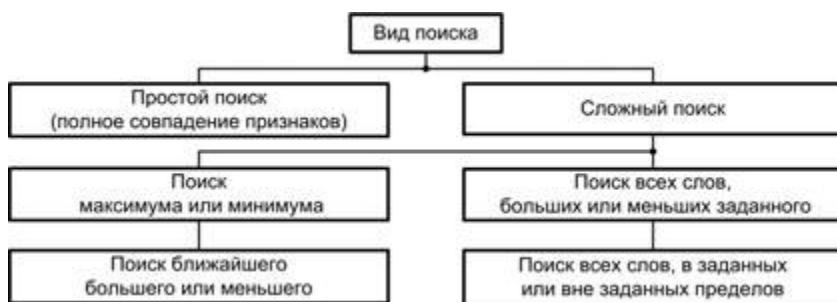 Вид поиска
Простой поиск
(полное совпадение признаков)
Сложный поиск
Поиск
максимума или минимума
Поиск всех слов,
больших или меньших заданного
Поиск ближайшего
большего или меньшего
Поиск всех слов, в заданных
или вне заданных пределов